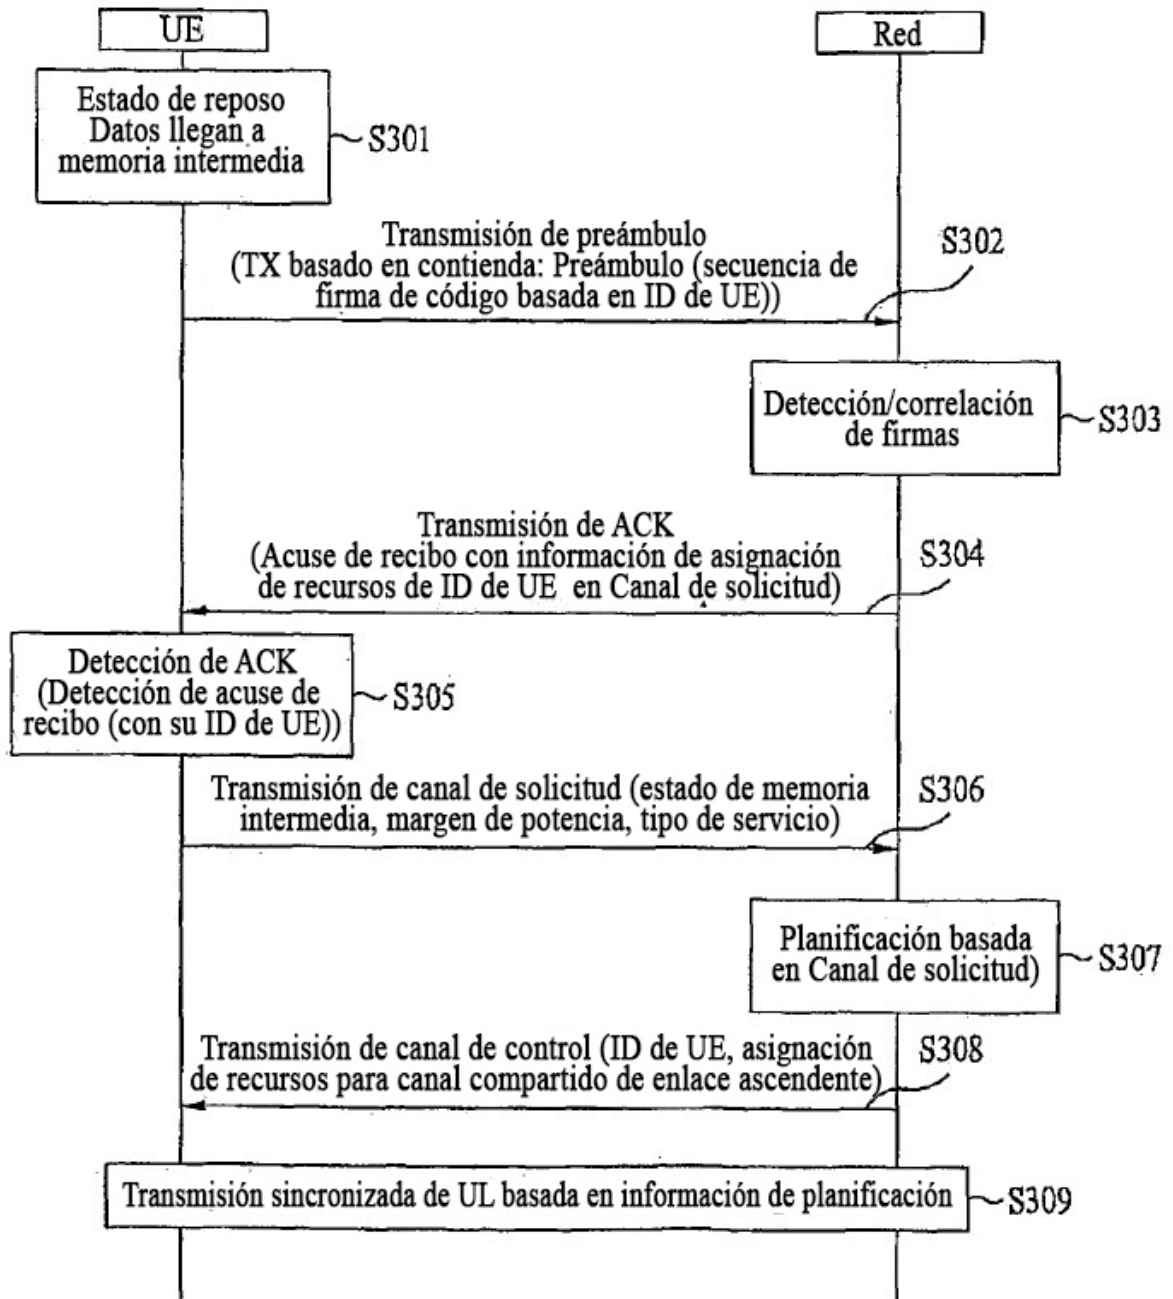 UE
Red
Estado de reposo
Datos llegan a
memoria intermedia
S301
Transmisión de preámbulo
(TX basado en contienda: Preámbulo (secuencia de
firma de código basada en ID de UE))
S302
Detección/correlación
de firmas
S303
Transmisión de ACK
(Acuse de recibo con información de asignación
de recursos de ID de UE en Canal de solicitud)
S304
Detección de ACK
(Detección de acuse de
recibo (con su ID de UE))
S305
Transmisión de canal de solicitud (estado de memoria
intermedia, margen de potencia, tipo de servicio)
S306
Planificación basada
en Canal de solicitud)
S307
Transmisión de canal de control (ID de UE, asignación
de recursos para canal compartido de enlace ascendente)
S308
Transmisión sincronizada de UL basada en información de planificación
S309